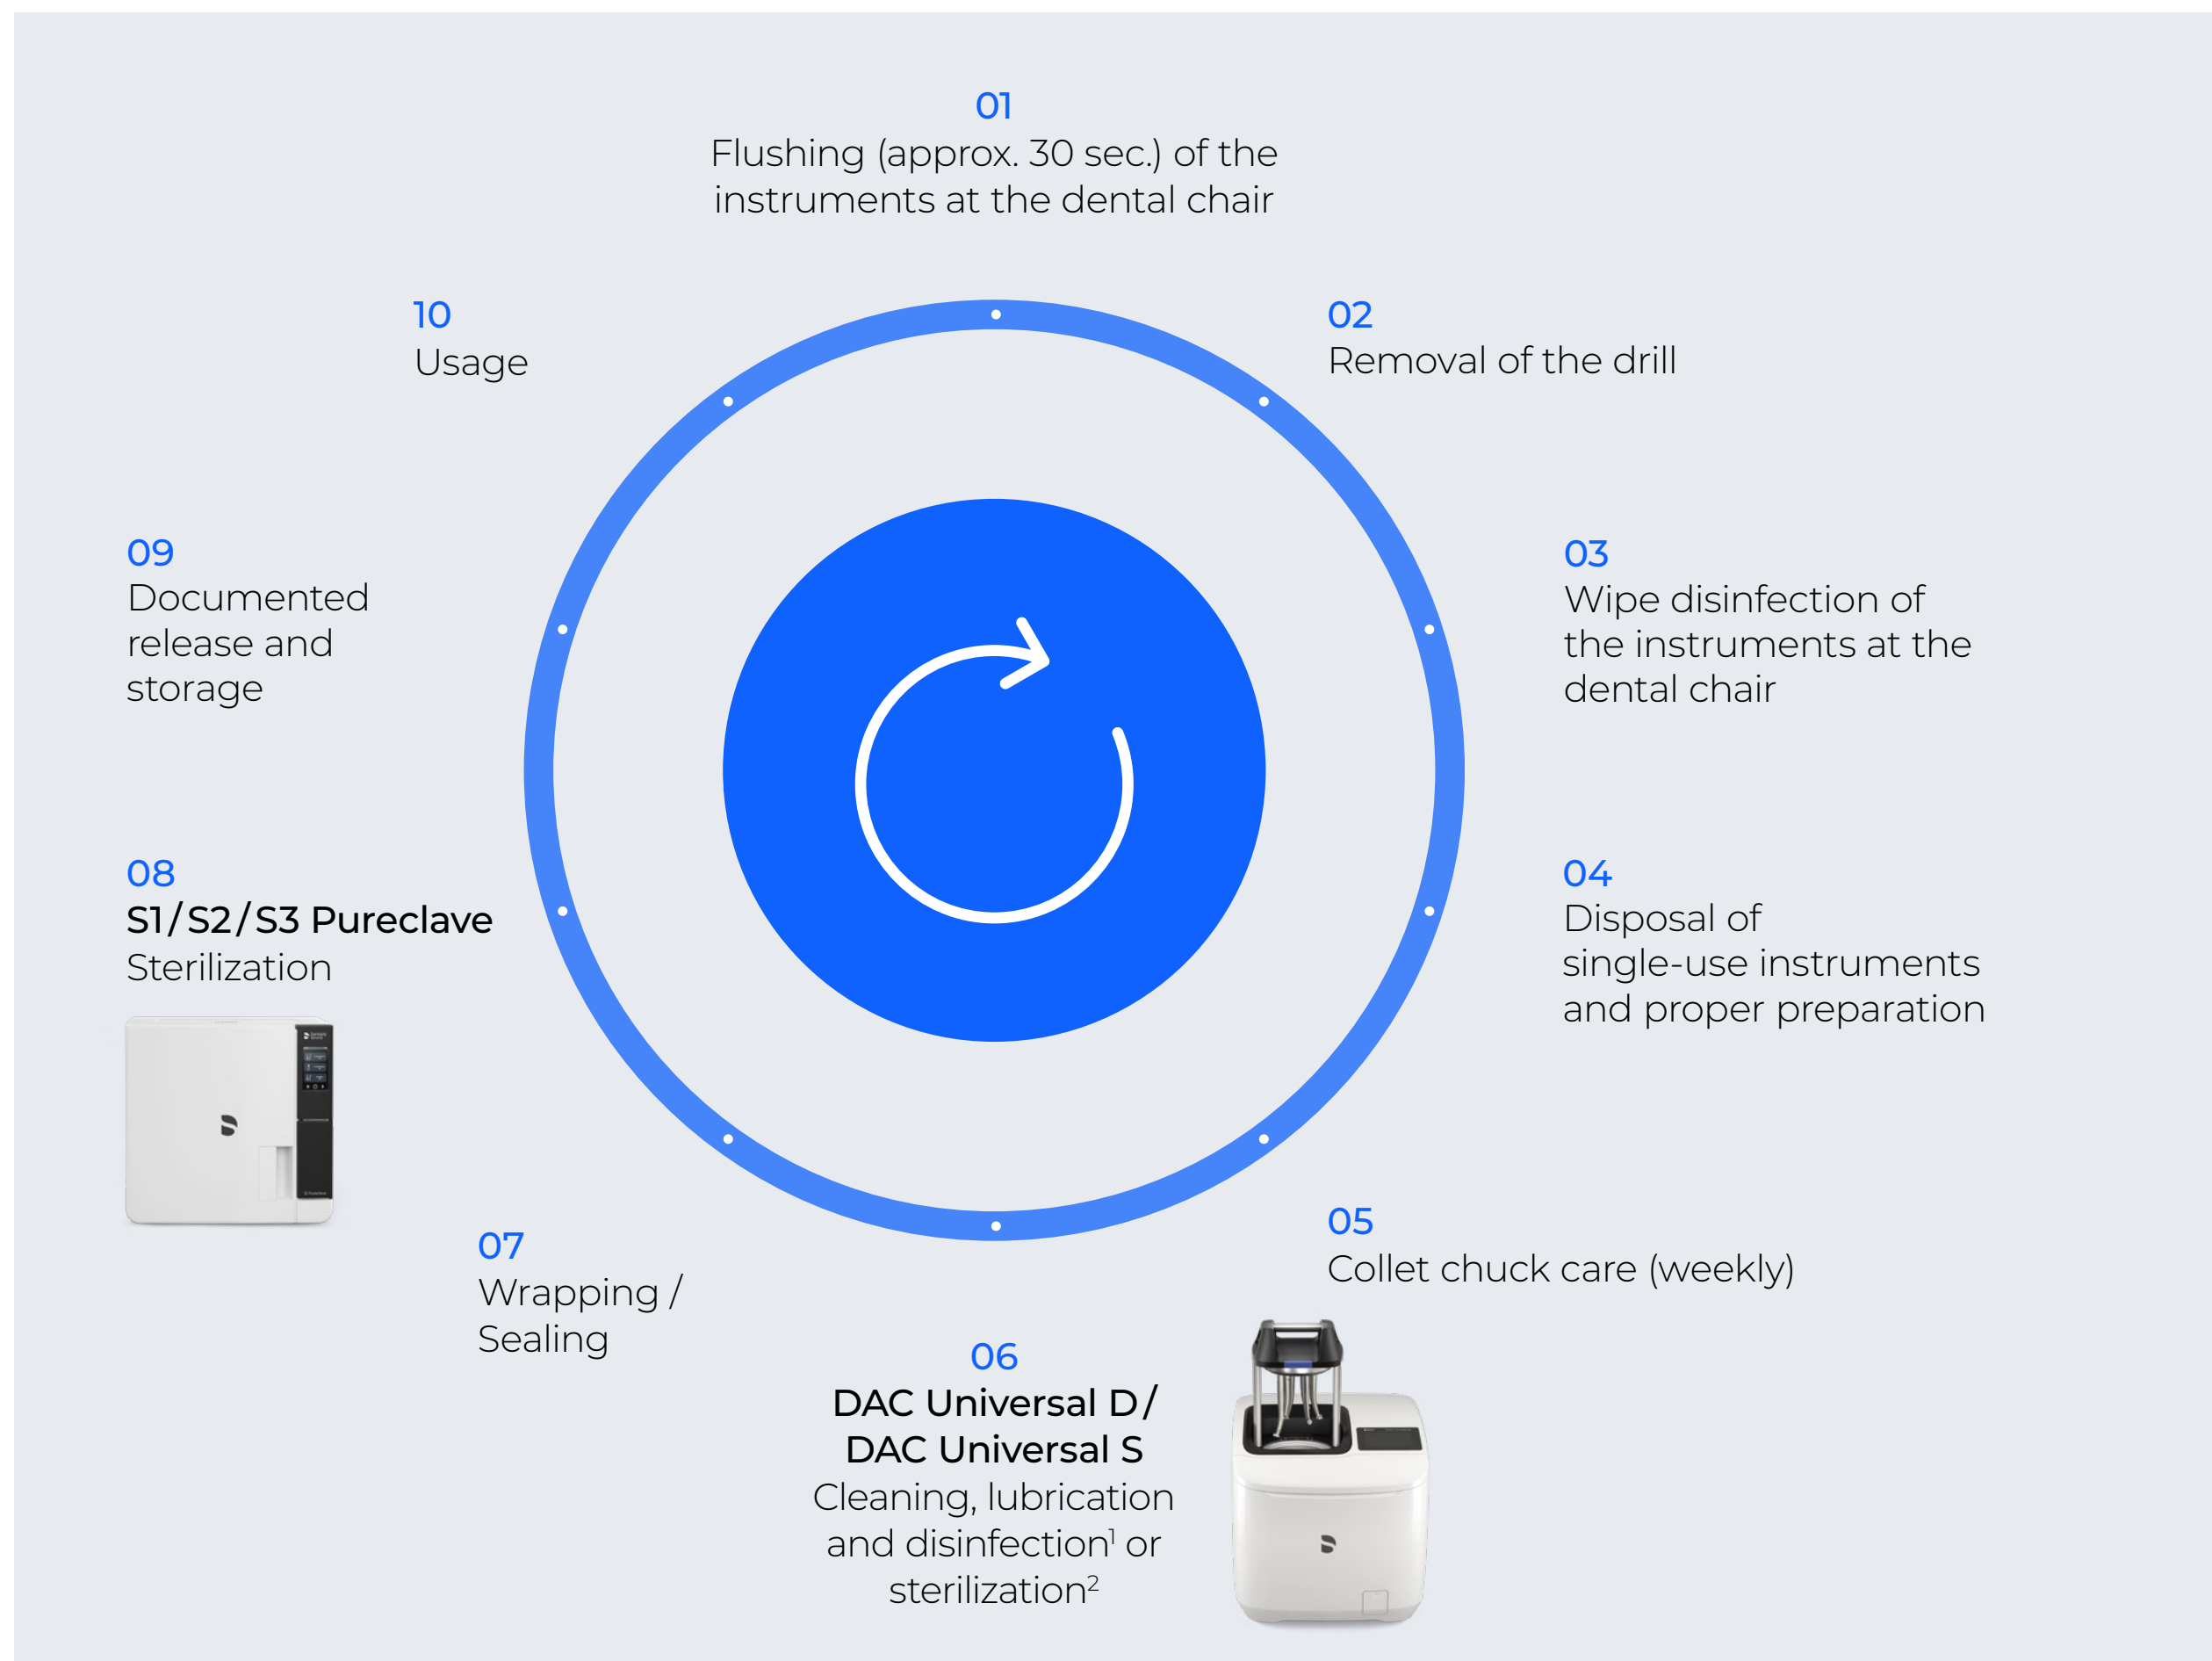 01
Flushing (approx. 30 sec.) of the
instruments at the dental chair
02
Removal of the drill
03
Wipe disinfection of
the instruments at the
dental chair
04
Disposal of
single-use instruments
and proper preparation
05
Collet chuck care (weekly)
06
DAC Universal D/
DAC Universal S
Cleaning, lubrication
and disinfection¹ or
sterilization²
07
Wrapping /
Sealing
08
S1/S2/S3 Pureclave
Sterilization
09
Documented
release and
storage
10
Usage